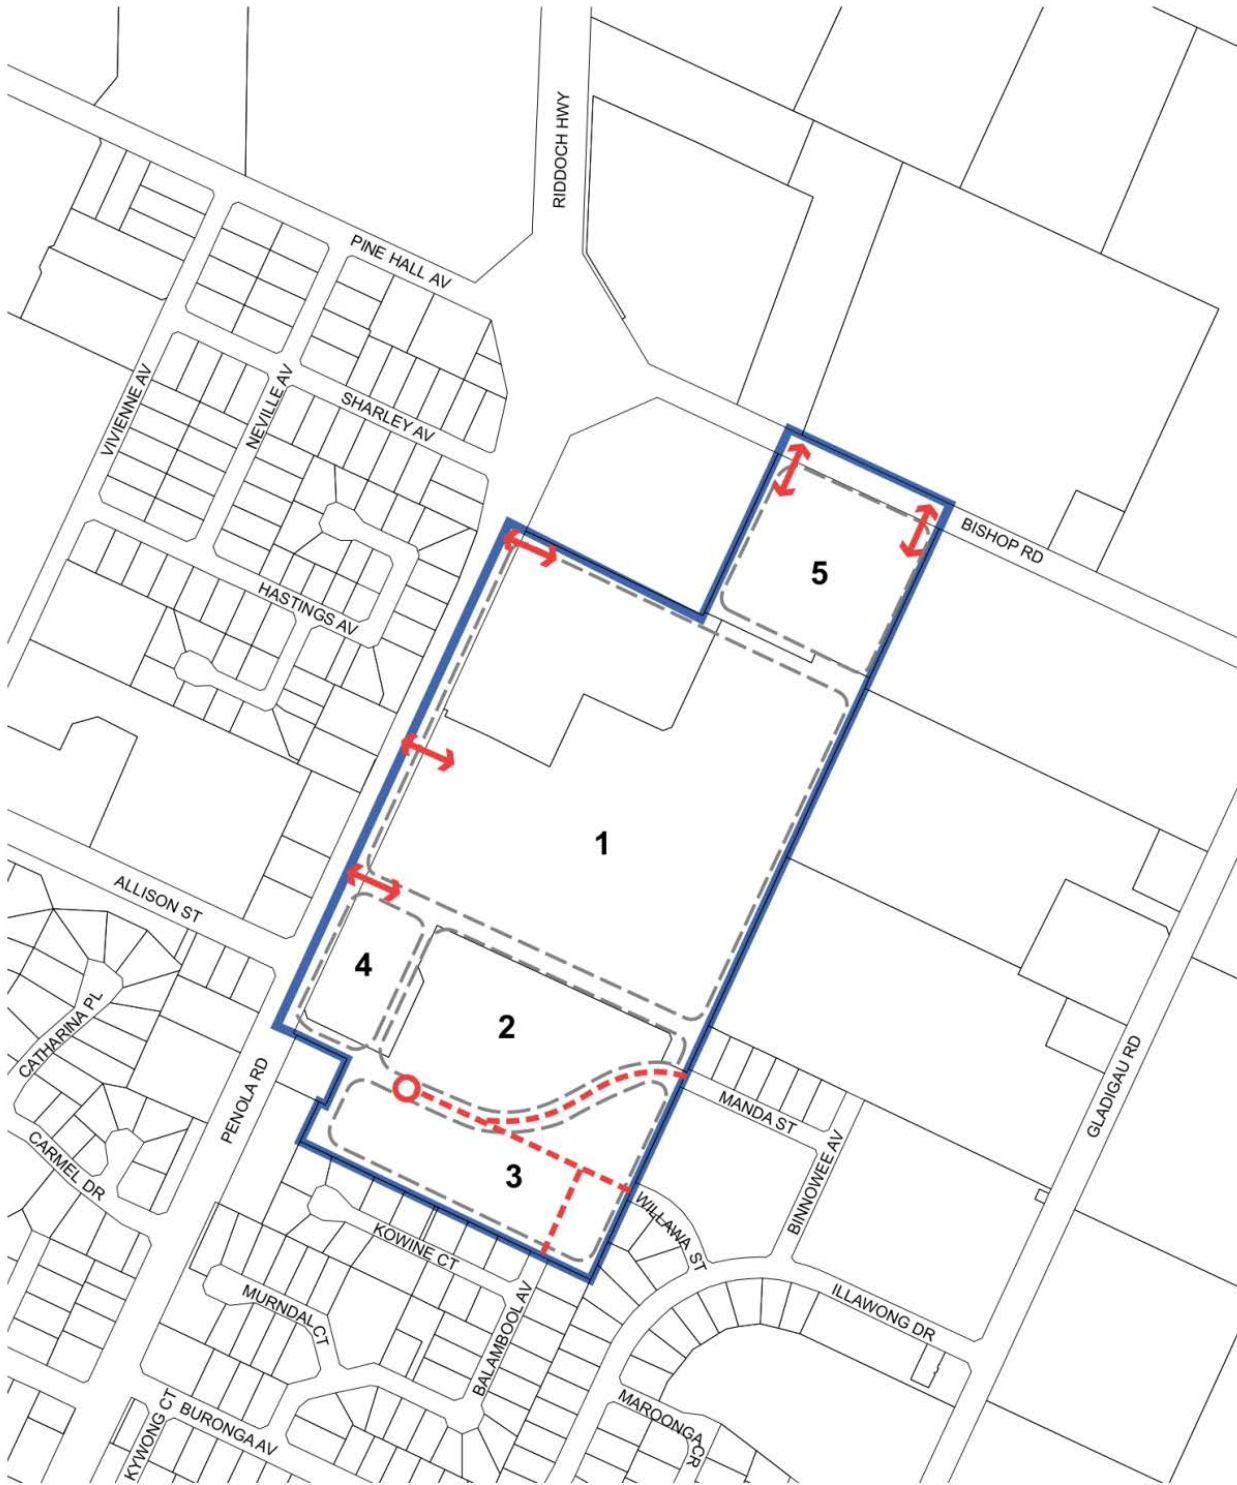 RIDDOCH HWY
PINE HALL AV
VIVIENNE AV
NEVILLE AV
SHARLEY AV
BISHOP RD
5
HASTINGS AV
1
ALLISON ST
4
2
CATHARINA PL
PENOLA RD
MANDA ST
GLADIGAU RD
CARMEL DR
3
BINNOWEE AV
WILLAWA ST
KOWINE CT
MURNDAL CT
ILLAWONG DR
BALAMBOOL AV
KYWONG CT
BURONGA AV
MAROONGA CR